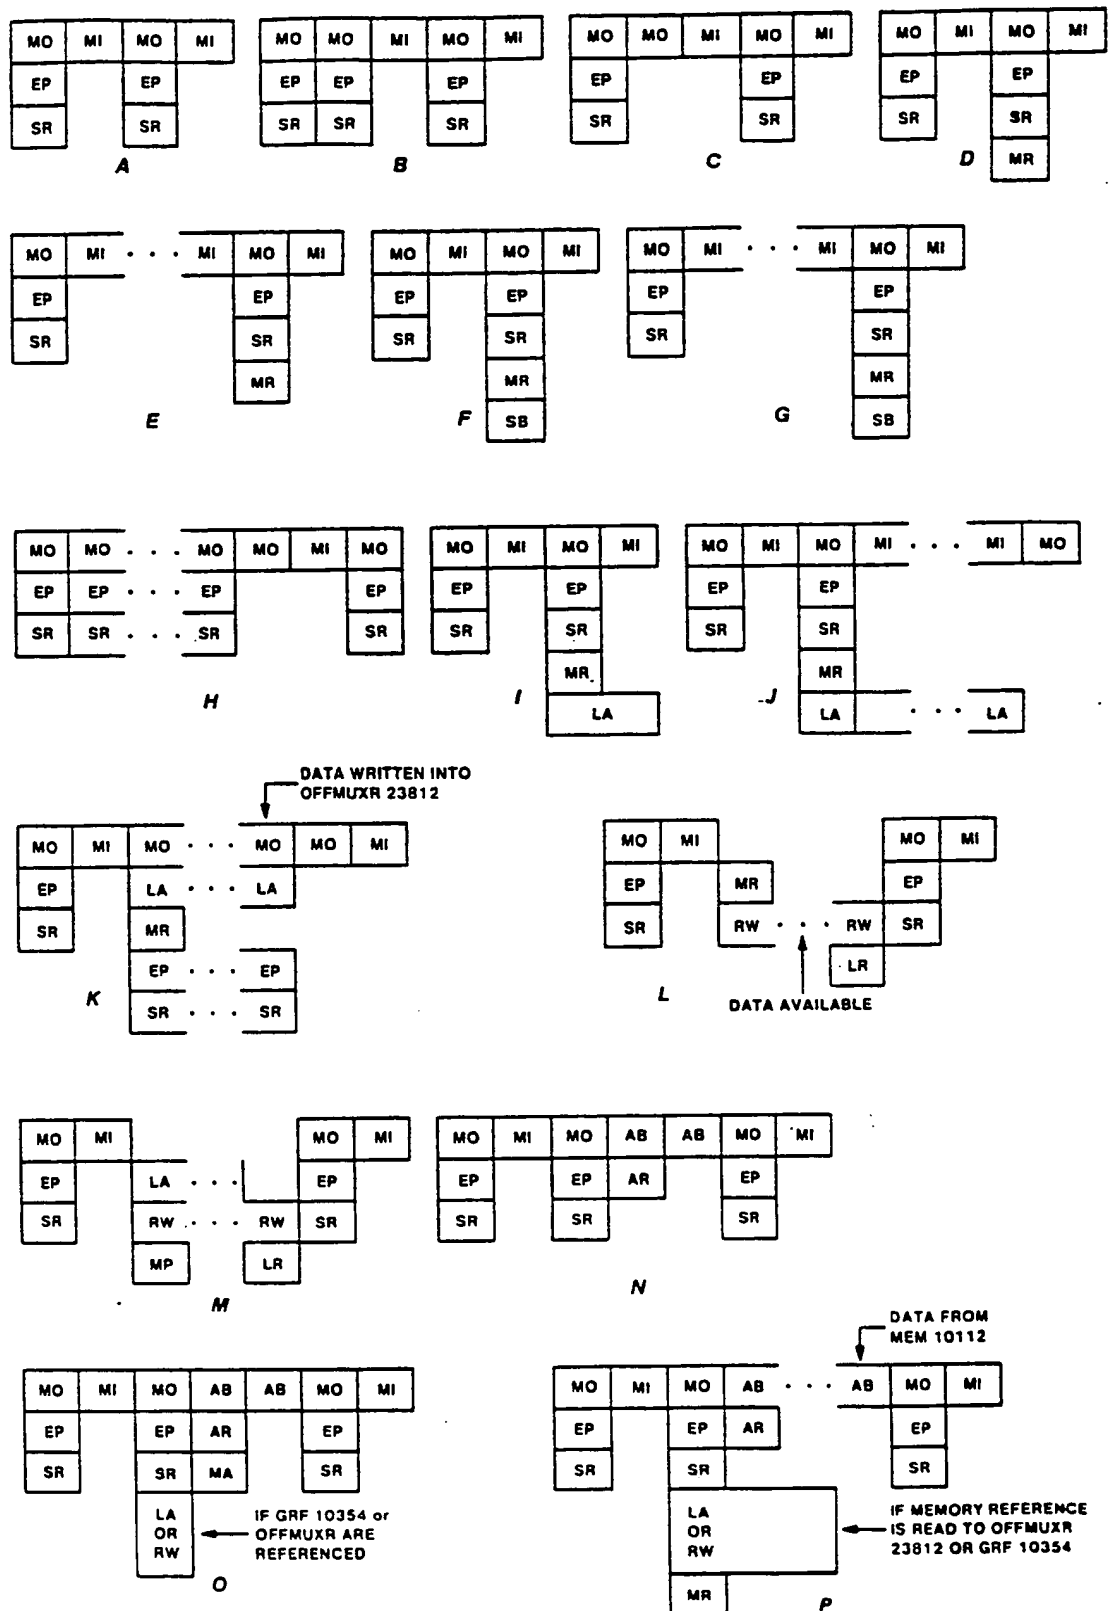 MO MI MO MI
EP EP
SR SR
A
MO MO MI MO MI
EP EP EP
SR SR SR
B
MO MO MI MO MI
EP EP
SR SR
C
MO MI MO MI
EP EP
SR SR
MR
D
MO MI · · · MI MO MI
EP EP
SR SR
MR
E
MO MI MO MI
EP EP
SR SR
MR
SB
F
MO MI · · · MI MO MI
EP EP
SR SR
MR
SB
G
MO MO · · · MO MO MI MO
EP EP · · · EP EP
SR SR · · · SR SR
H
MO MI MO MI
EP EP
SR SR
MR
LA
I
MO MI MO MI · · · MI MO
EP EP
SR SR
MR
LA · · · LA
J
DATA WRITTEN INTO
OFFMUXR 23812
MO MI MO · · · MO MO MI
EP LA · · · LA
SR MR
EP · · · EP
SR · · · SR
K
MO MI MO MI
EP MR EP
SR RW · · · RW SR
LR
DATA AVAILABLE
L
MO MI MO MI
EP LA · · · EP
SR RW · · · RW SR
MP LR
M
MO MI MO AB AB MO MI
EP EP AR EP
SR SR SR
N
MO MI MO AB AB MO MI
EP EP AR EP
SR SR MA SR
LA
OR
RW
IF GRF 10354 or
OFFMUXR ARE
REFERENCED
O
DATA FROM
MEM 10112
MO MI MO AB · · · AB MO MI
EP EP AR EP
SR SR SR
LA
OR
RW
IF MEMORY REFERENCE
IS READ TO OFFMUXR
23812 OR GRF 10354
MR
P